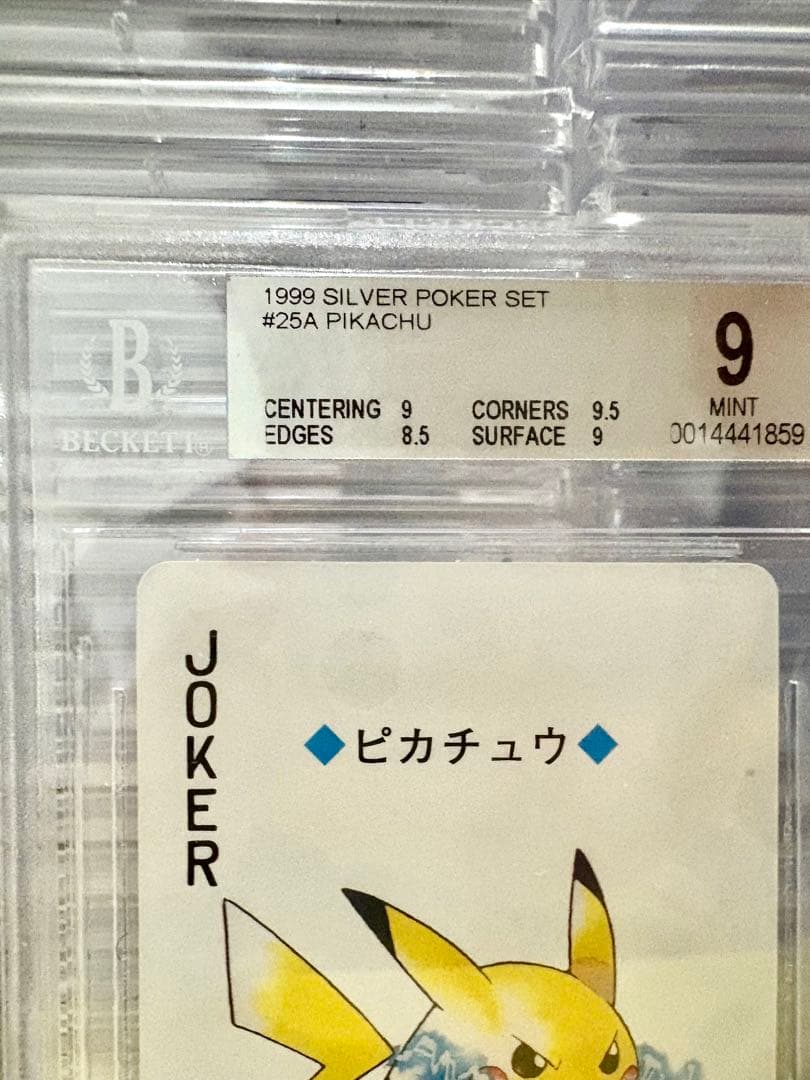 1999 SILVER POKER SET
#25A PIKACHU
9
MINT
CENTERING 9 CORNERS 9.5
EDGES 8.5 SURFACE 9
0014441859
B
BECKETT®
JOKER
◆ピカチュウ◆